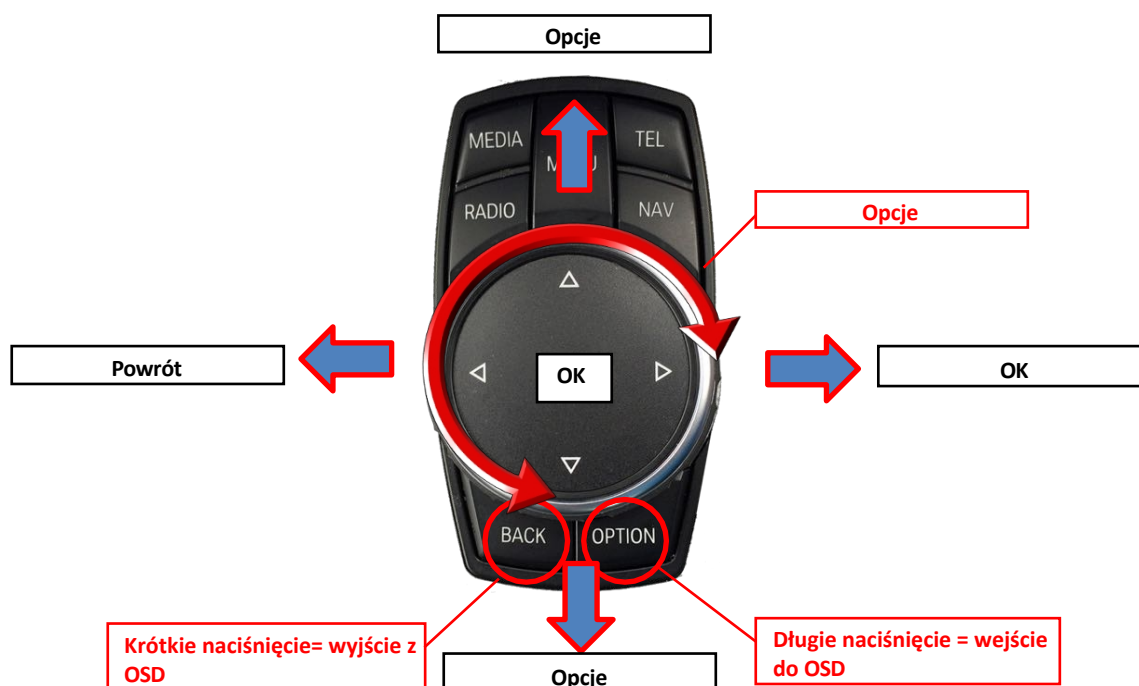 Opcje
MEDIA
TEL
RADIO
NAV
Opcje
Powrót
OK
OK
BACK
OPTION
Krótkie naciśnięcie= wyjście z
OSD
Opcje
Długie naciśnięcie = wejście
do OSD